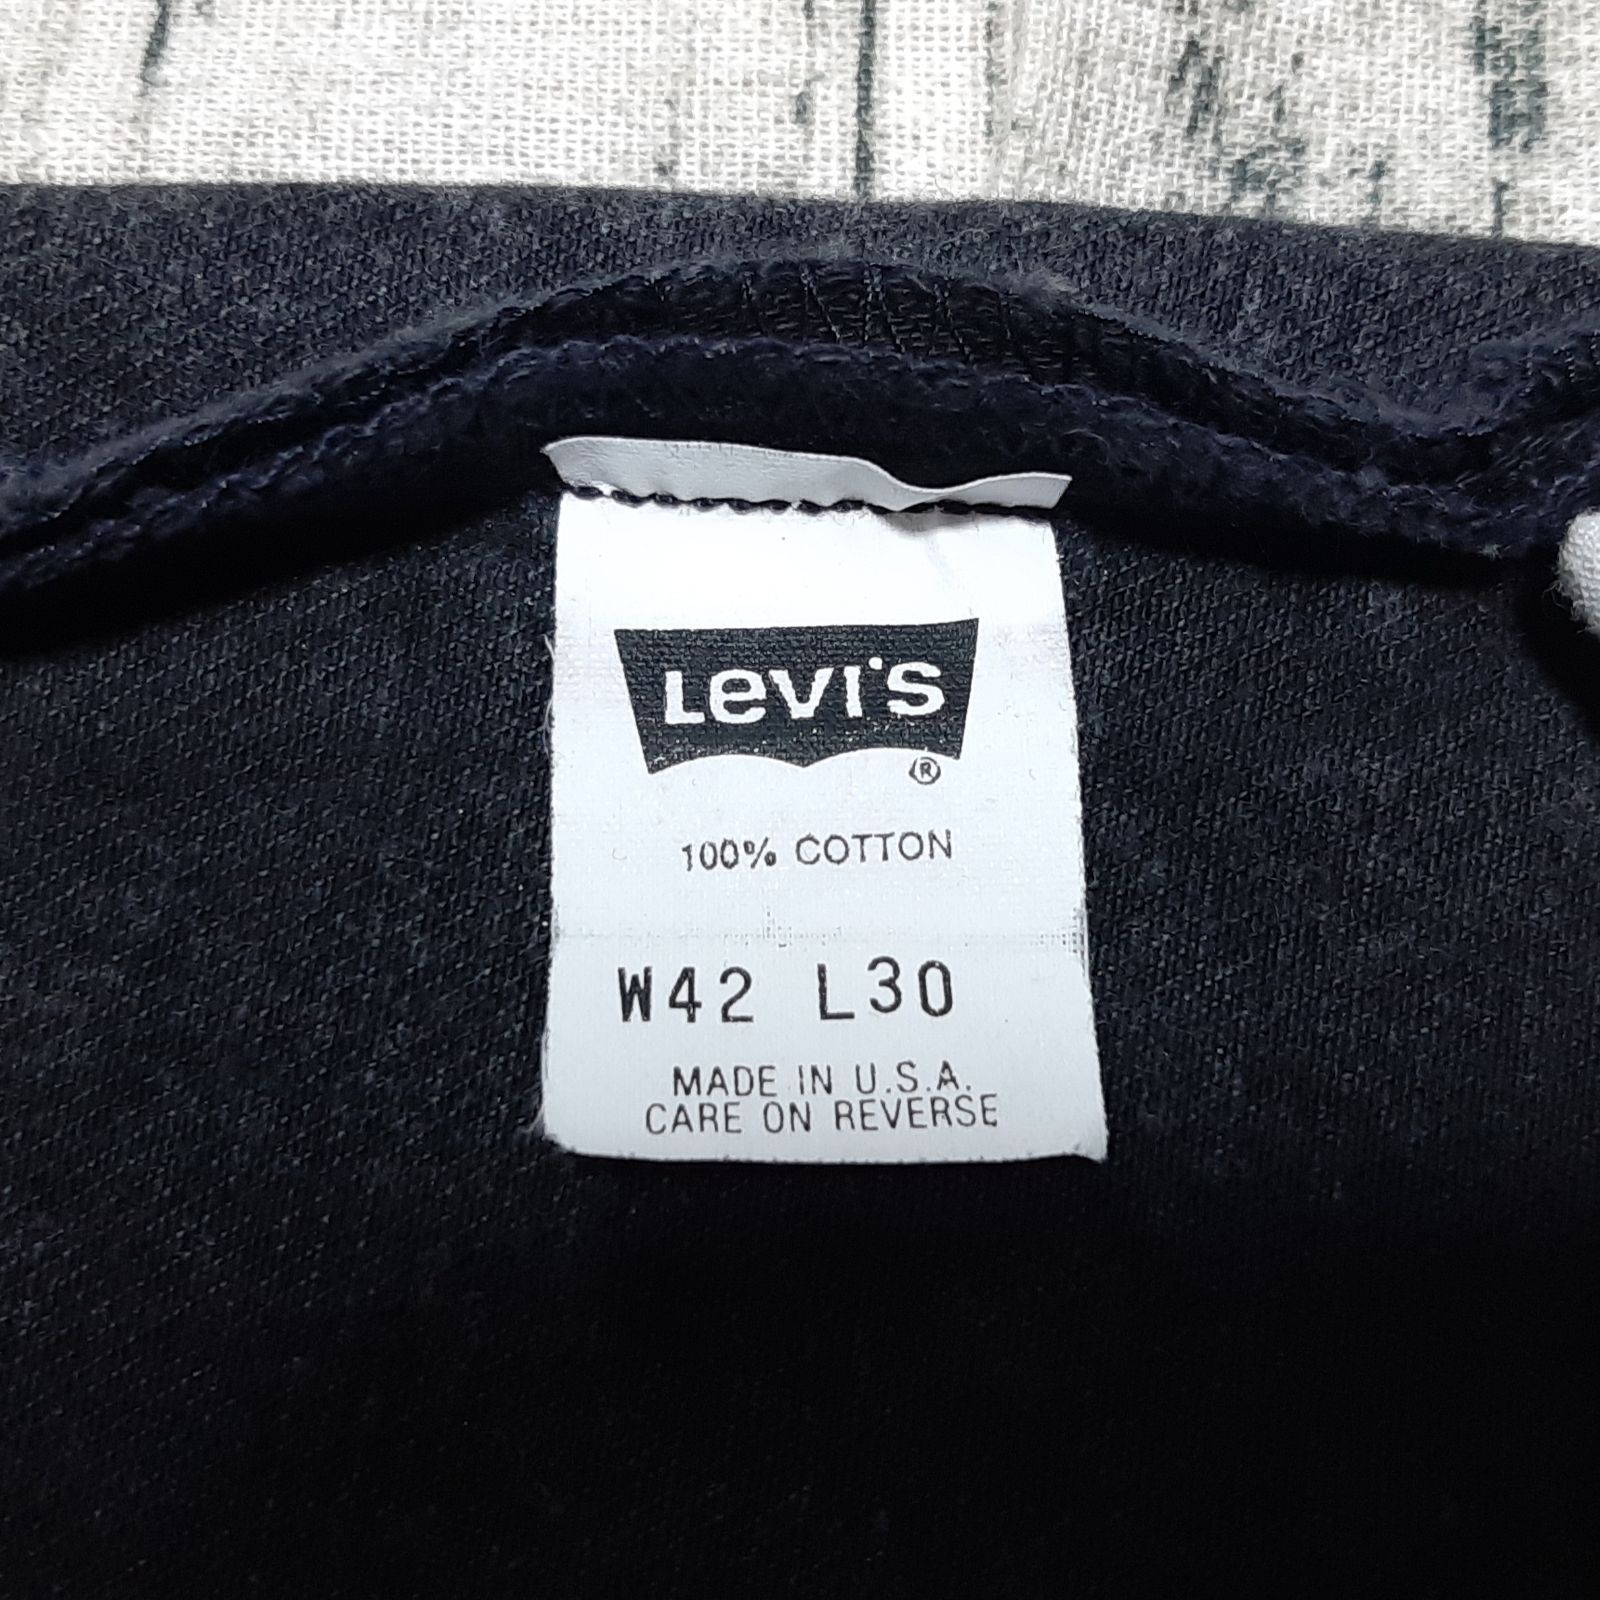 Levi's
®
100% COTTON
W42 L30
MADE IN U.S.A.
CARE ON REVERSE